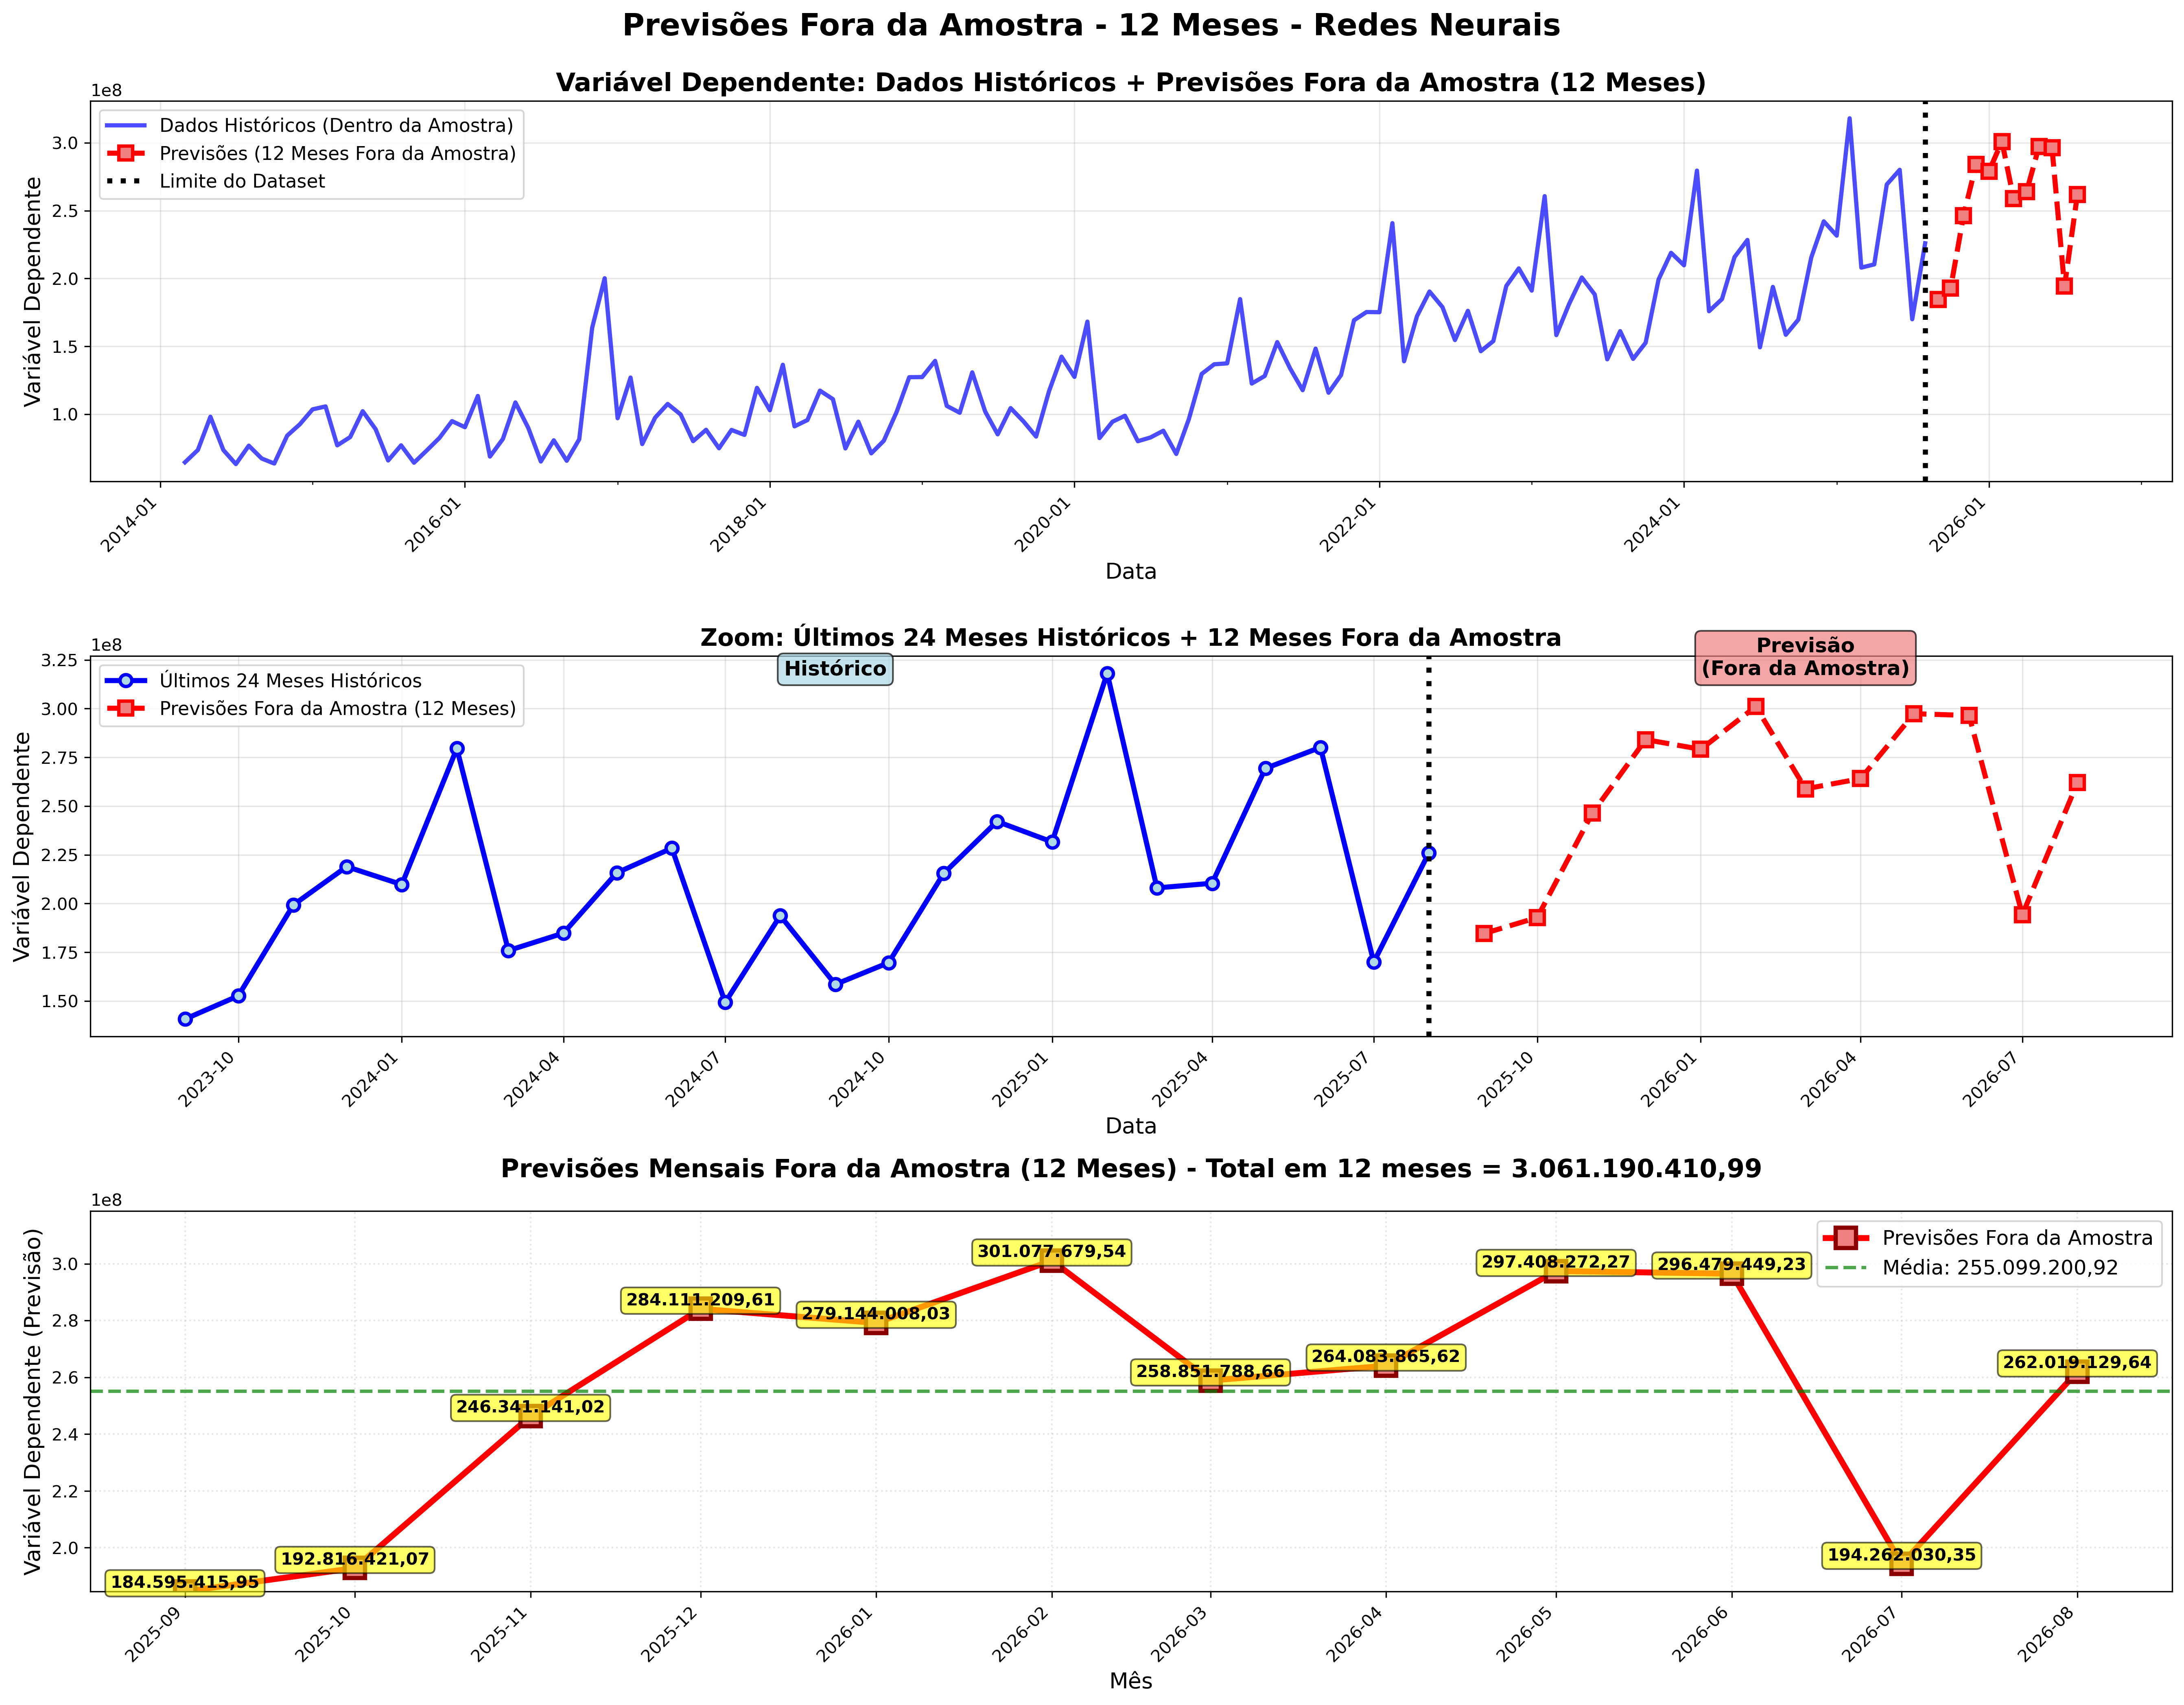 Previsões Fora da Amostra - 12 Meses - Redes Neurais
Variável Dependente: Dados Históricos + Previsões Fora da Amostra (12 Meses)
1e8
Dados Históricos (Dentro da Amostra)
Previsões (12 Meses Fora da Amostra)
Limite do Dataset
Variável Dependente
3.0
2.5
2.0
1.5
1.0
2014-01
2016-01
2018-01
2020-01
2022-01
2024-01
2026-01
Data
Zoom: Últimos 24 Meses Históricos + 12 Meses Fora da Amostra
1e8
Últimos 24 Meses Históricos
Previsões Fora da Amostra (12 Meses)
Histórico
Previsão
(Fora da Amostra)
Variável Dependente
3.25
3.00
2.75
2.50
2.25
2.00
1.75
1.50
2023-10
2024-01
2024-04
2024-07
2024-10
2025-01
2025-04
2025-07
2025-10
2026-01
2026-04
2026-07
Data
Previsões Mensais Fora da Amostra (12 Meses) - Total em 12 meses = 3.061.190.410,99
1e8
Previsões Fora da Amostra
Média: 255.099.200,92
Variável Dependente (Previsão)
3.0
2.8
2.6
2.4
2.2
2.0
184.595.415,95
192.816.421,07
246.341.141,02
284.111.209,61
279.144.008,03
301.077.679,54
258.851.788,66
264.083.865,62
297.408.272,27
296.479.449,23
194.262.030,35
262.019.129,64
2025-09
2025-10
2025-11
2025-12
2026-01
2026-02
2026-03
2026-04
2026-05
2026-06
2026-07
2026-08
Mês